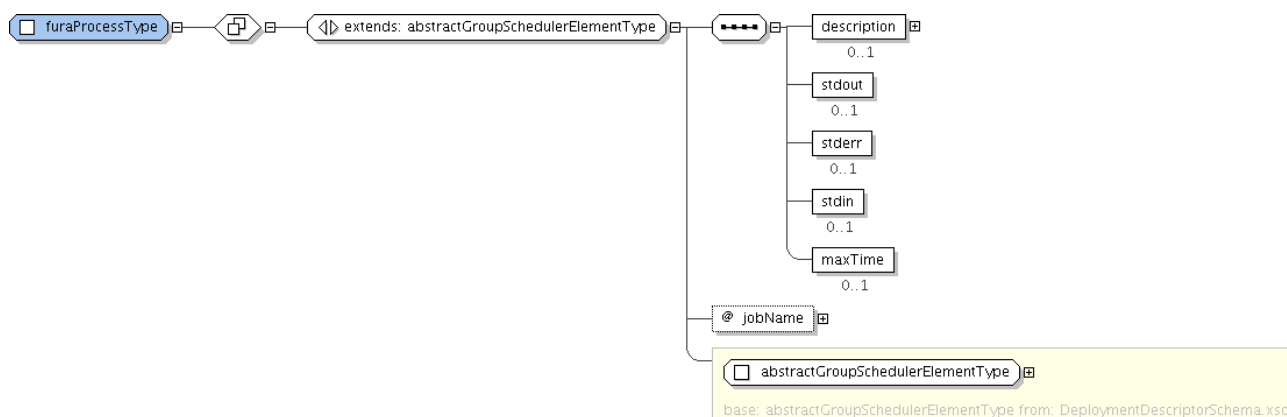 furaProcessType
extends: abstractGroupSchedulerElementType
description
0..1
stdout
0..1
stderr
0..1
stdin
0..1
maxTime
0..1
@ jobName
abstractGroupSchedulerElementType
base: abstractGroupSchedulerElementType from: DeploymentDescriptorSchema.xsd